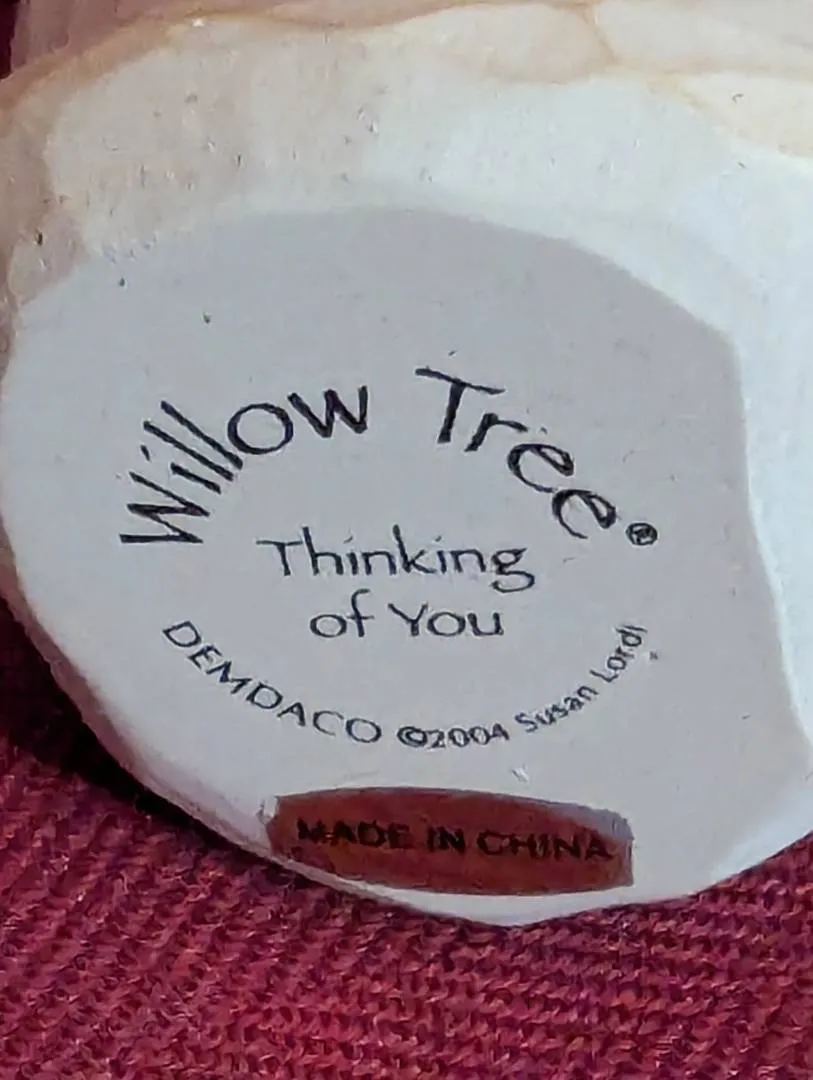 Willow Tree®
Thinking
of You
DEMDACO ©2004 Susan Lordi
MADE IN CHINA